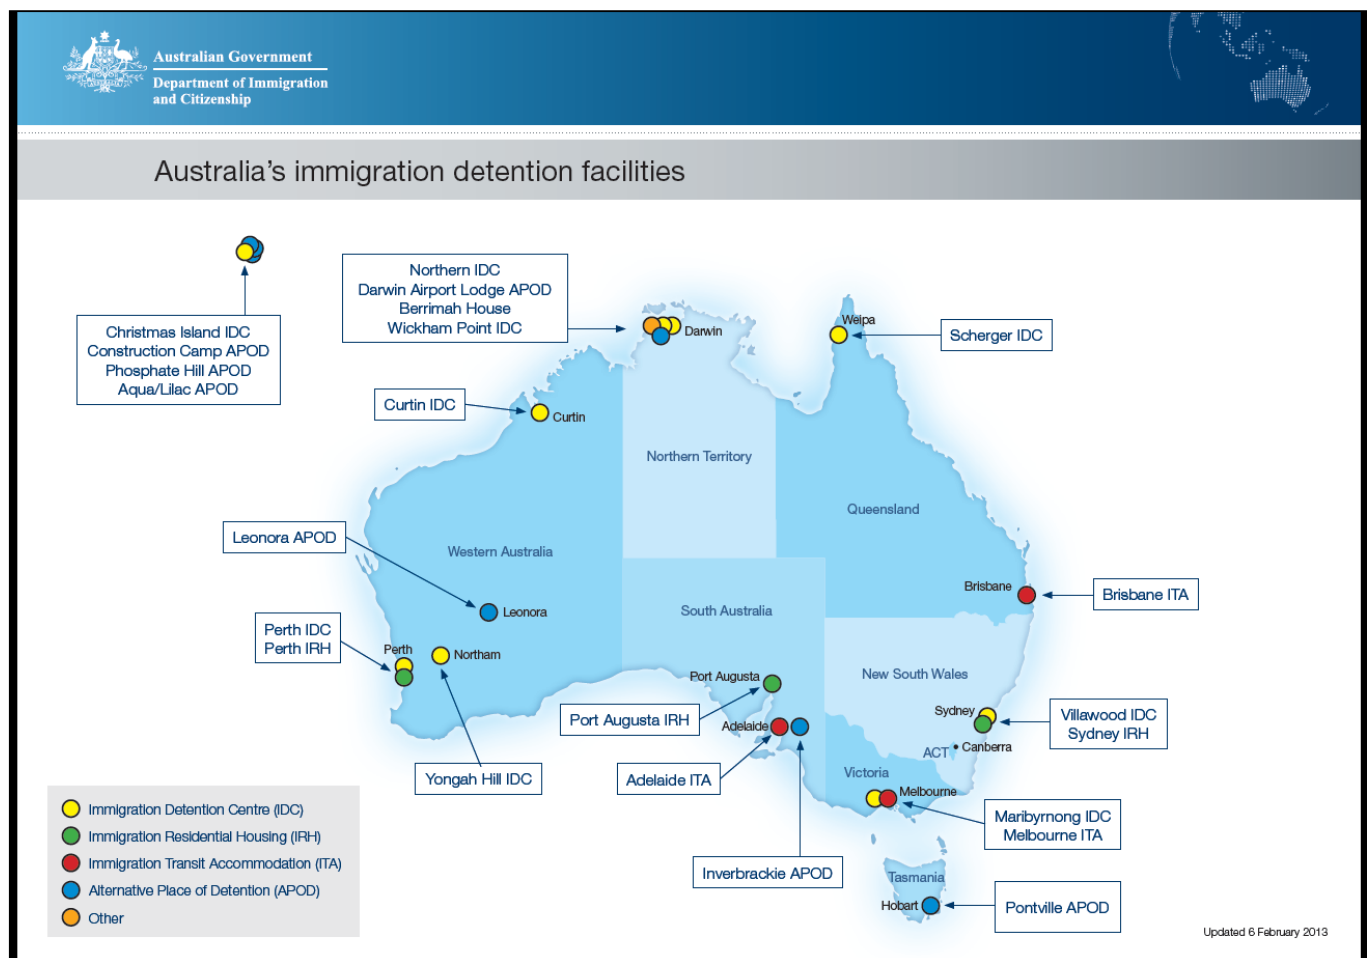 Australian Government
Department of Immigration
and Citizenship
Australia's immigration detention facilities
Christmas Island IDC
Construction Camp APOD
Phosphate Hill APOD
Aqua/Lilac APOD
Northern IDC
Darwin Airport Lodge APOD
Berrimah House
Wickham Point IDC
Darwin
Weipa
Scherger IDC
Curtin IDC
Curtin
Northern Territory
Queensland
Leonora APOD
Western Australia
Leonora
South Australia
Brisbane
Brisbane ITA
Perth IDC
Perth IRH
Perth
Northam
Port Augusta
New South Wales
Port Augusta IRH
Adelaide
Sydney
Villawood IDC
Sydney IRH
ACT
Canberra
Yongah Hill IDC
Adelaide ITA
Victoria
Melbourne
Maribyrnong IDC
Melbourne ITA
Inverbrackie APOD
Tasmania
Hobart
Pontville APOD
Immigration Detention Centre (IDC)
Immigration Residential Housing (IRH)
Immigration Transit Accommodation (ITA)
Alternative Place of Detention (APOD)
Other
Updated 6 February 2013